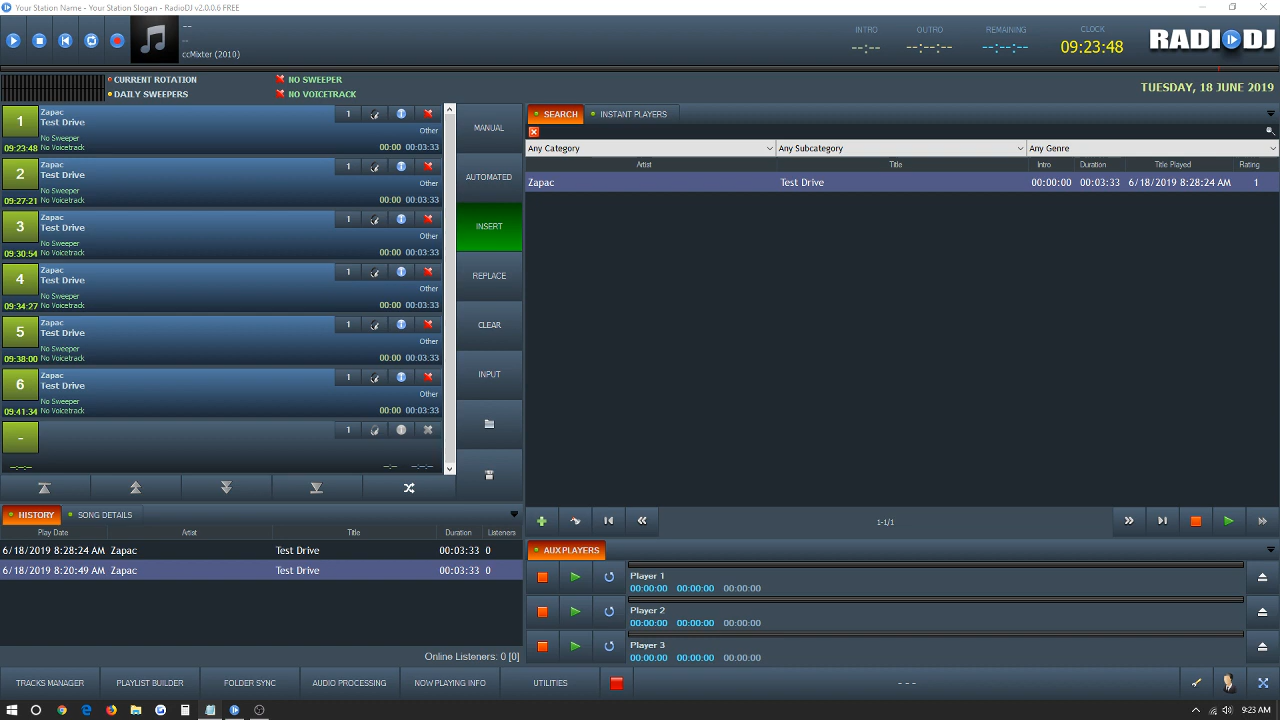 Your Station Name - Your Station Slogan - RadioDJ v2.0.0.6 FREE
--
--
ccMixter (2010)
INTRO
--:--
OUTRO
--:--:--
REMAINING
--:--:--
CLOCK
09:23:48
RADIODJ
CURRENT ROTATION
NO SWEEPER
DAILY SWEEPERS
NO VOICETRACK
TUESDAY, 18 JUNE 2019
1
Zapac
Test Drive
1
Other
No Sweeper
09:23:48 No Voicetrack
00:00 00:03:33
2
Zapac
Test Drive
1
Other
No Sweeper
09:27:21 No Voicetrack
00:00 00:03:33
3
Zapac
Test Drive
1
Other
No Sweeper
09:30:54 No Voicetrack
00:00 00:03:33
4
Zapac
Test Drive
1
Other
No Sweeper
09:34:27 No Voicetrack
00:00 00:03:33
5
Zapac
Test Drive
1
Other
No Sweeper
09:38:00 No Voicetrack
00:00 00:03:33
6
Zapac
Test Drive
1
Other
No Sweeper
09:41:34 No Voicetrack
00:00 00:03:33
-
1
--:--:--
--:-- --:--:--
MANUAL
AUTOMATED
INSERT
REPLACE
CLEAR
INPUT
SEARCH
INSTANT PLAYERS
Any Category
Any Subcategory
Any Genre
Artist Title Intro Duration Title Played Rating
Zapac Test Drive 00:00:00 00:03:33 6/18/2019 8:28:24 AM 1
1-1/1
HISTORY
SONG DETAILS
Play Date Artist Title Duration Listeners
6/18/2019 8:28:24 AM Zapac Test Drive 00:03:33 0
6/18/2019 8:20:49 AM Zapac Test Drive 00:03:33 0
Online Listeners: 0 [0]
AUX PLAYERS
Player 1
00:00:00 00:00:00 00:00:00
Player 2
00:00:00 00:00:00 00:00:00
Player 3
00:00:00 00:00:00 00:00:00
TRACKS MANAGER
PLAYLIST BUILDER
FOLDER SYNC
AUDIO PROCESSING
NOW PLAYING INFO
UTILITIES
- - -
9:23 AM